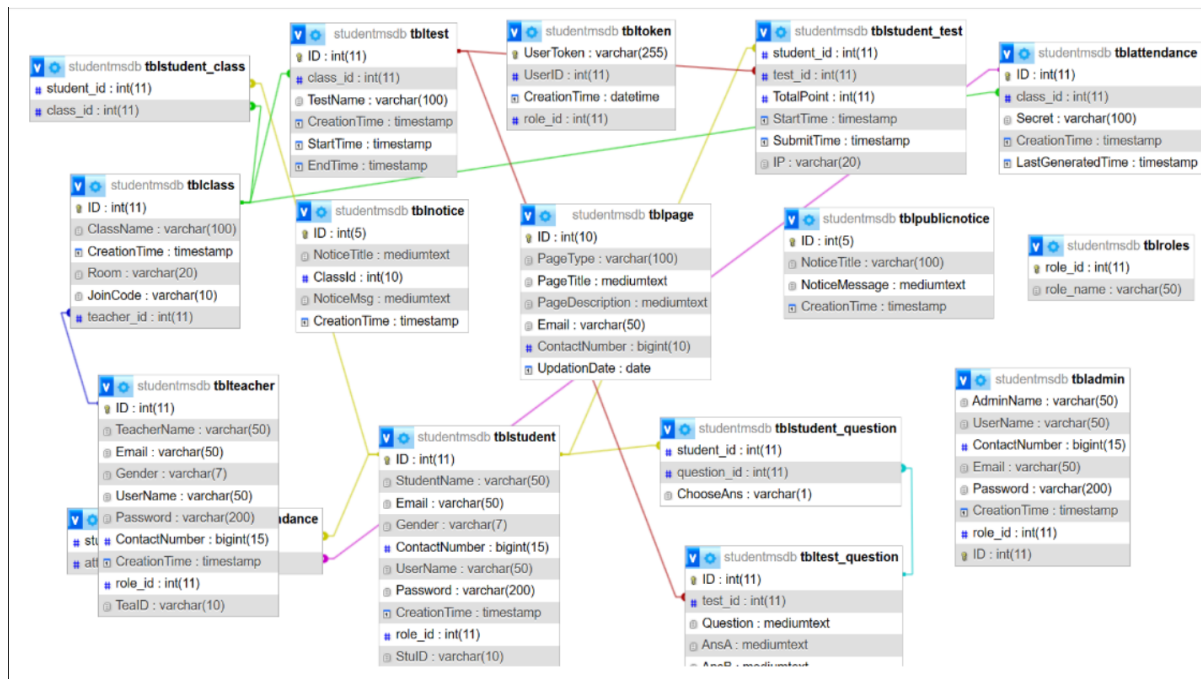 studentmsdb tblstudent_class
student_id : int(11)
class_id : int(11)
studentmsdb tbltest
ID : int(11)
class_id : int(11)
TestName : varchar(100)
CreationTime : timestamp
StartTime : timestamp
EndTime : timestamp
studentmsdb tbltoken
UserToken : varchar(255)
UserID : int(11)
CreationTime : datetime
role_id : int(11)
studentmsdb tblstudent_test
student_id : int(11)
test_id : int(11)
TotalPoint : int(11)
StartTime : timestamp
SubmitTime : timestamp
IP : varchar(20)
studentmsdb tblattendance
ID : int(11)
class_id : int(11)
Secret : varchar(100)
CreationTime : timestamp
LastGeneratedTime : timestamp
studentmsdb tblclass
ID : int(11)
ClassName : varchar(100)
CreationTime : timestamp
Room : varchar(20)
JoinCode : varchar(10)
teacher_id : int(11)
studentmsdb tblnotice
ID : int(5)
NoticeTitle : mediumtext
ClassId : int(10)
NoticeMsg : mediumtext
CreationTime : timestamp
studentmsdb tblpage
ID : int(10)
PageType : varchar(100)
PageTitle : mediumtext
PageDescription : mediumtext
Email : varchar(50)
ContactNumber : bigint(10)
UpdationDate : date
studentmsdb tblpublicnotice
ID : int(5)
NoticeTitle : varchar(100)
NoticeMessage : mediumtext
CreationTime : timestamp
studentmsdb tblroles
role_id : int(11)
role_name : varchar(50)
studentmsdb tblteacher
ID : int(11)
TeacherName : varchar(50)
Email : varchar(50)
Gender : varchar(7)
UserName : varchar(50)
Password : varchar(200)
ContactNumber : bigint(15)
CreationTime : timestamp
role_id : int(11)
TeaID : varchar(10)
ndance
stu
att
studentmsdb tblstudent
ID : int(11)
StudentName : varchar(50)
Email : varchar(50)
Gender : varchar(7)
ContactNumber : bigint(15)
UserName : varchar(50)
Password : varchar(200)
CreationTime : timestamp
role_id : int(11)
StuID : varchar(10)
studentmsdb tblstudent_question
student_id : int(11)
question_id : int(11)
ChooseAns : varchar(1)
studentmsdb tbltest_question
ID : int(11)
test_id : int(11)
Question : mediumtext
AnsA : mediumtext
AnsB : mediumtext
studentmsdb tbladmin
AdminName : varchar(50)
UserName : varchar(50)
ContactNumber : bigint(15)
Email : varchar(50)
Password : varchar(200)
CreationTime : timestamp
role_id : int(11)
ID : int(11)